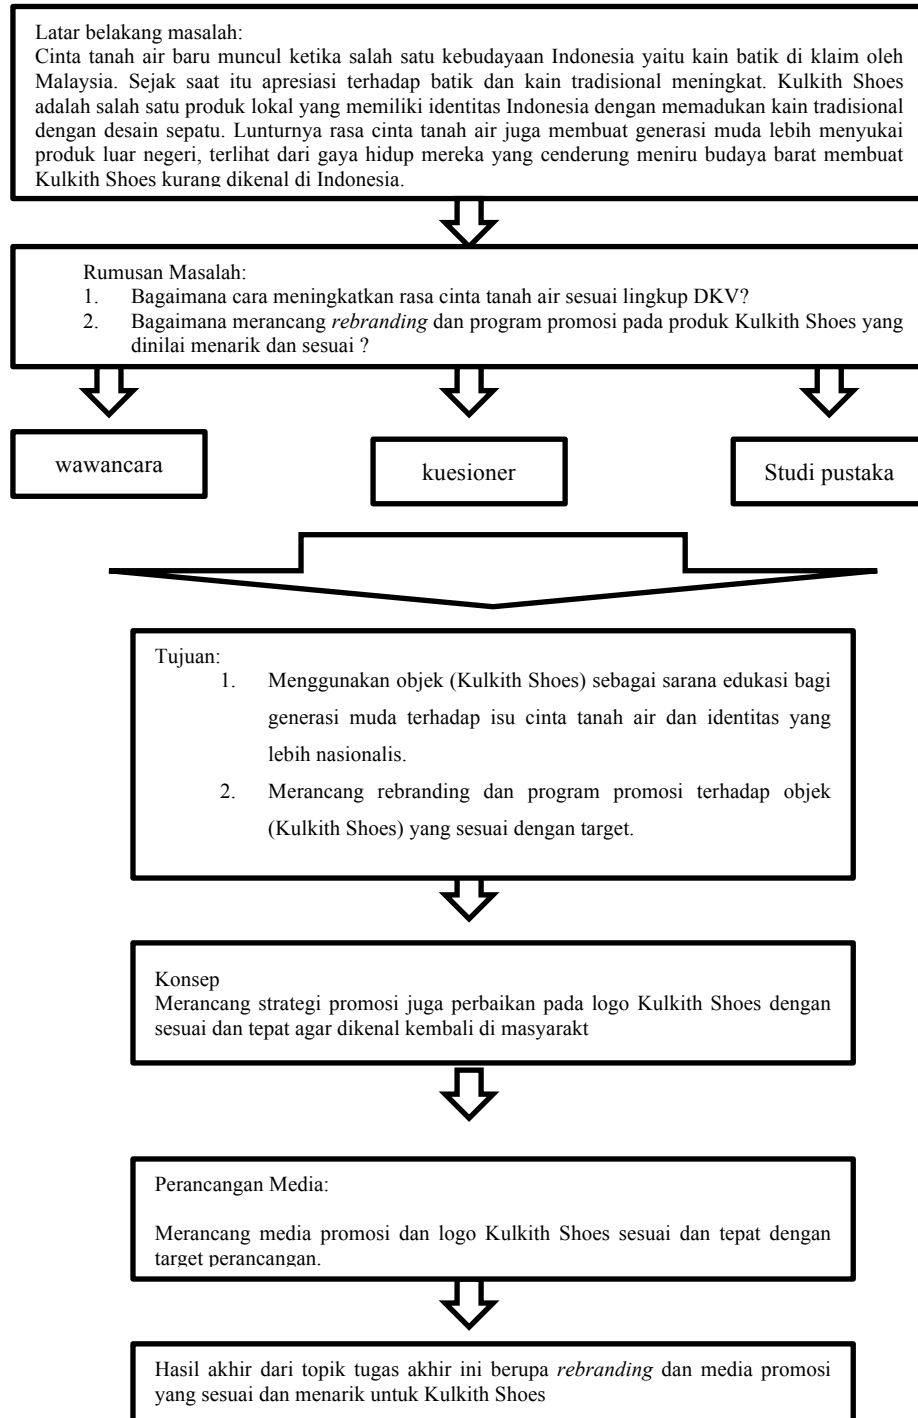 Latar belakang masalah:
Cinta tanah air baru muncul ketika salah satu kebudayaan Indonesia yaitu kain batik di klaim oleh
Malaysia. Sejak saat itu apresiasi terhadap batik dan kain tradisional meningkat. Kulkith Shoes
adalah salah satu produk lokal yang memiliki identitas Indonesia dengan memadukan kain tradisional
dengan desain sepatu. Lunturnya rasa cinta tanah air juga membuat generasi muda lebih menyukai
produk luar negeri, terlihat dari gaya hidup mereka yang cenderung meniru budaya barat membuat
Kulkith Shoes kurang dikenal di Indonesia.
Rumusan Masalah:
1. Bagaimana cara meningkatkan rasa cinta tanah air sesuai lingkup DKV?
2. Bagaimana merancang rebranding dan program promosi pada produk Kulkith Shoes yang
dinilai menarik dan sesuai ?
wawancara
kuesioner
Studi pustaka
Tujuan:
1. Menggunakan objek (Kulkith Shoes) sebagai sarana edukasi bagi
generasi muda terhadap isu cinta tanah air dan identitas yang
lebih nasionalis.
2. Merancang rebranding dan program promosi terhadap objek
(Kulkith Shoes) yang sesuai dengan target.
Konsep
Merancang strategi promosi juga perbaikan pada logo Kulkith Shoes dengan
sesuai dan tepat agar dikenal kembali di masyarakt
Perancangan Media:
Merancang media promosi dan logo Kulkith Shoes sesuai dan tepat dengan
target perancangan.
Hasil akhir dari topik tugas akhir ini berupa rebranding dan media promosi
yang sesuai dan menarik untuk Kulkith Shoes